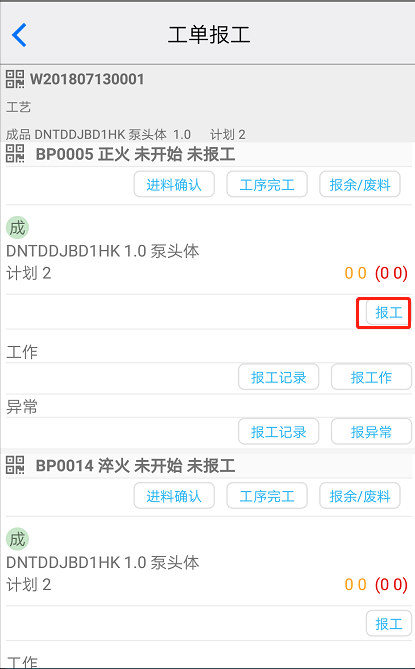 工单报工
W201807130001
工艺
成品 DNTDDJBD1HK 泵头体 1.0 计划 2
BP0005 正火 未开始 未报工
进料确认 工序完工 报余/废料
成
DNTDDJBD1HK 1.0 泵头体
计划 2 0 0 (0 0)
报工
工作
报工记录 报工作
异常
报工记录 报异常
BP0014 淬火 未开始 未报工
进料确认 工序完工 报余/废料
成
DNTDDJBD1HK 1.0 泵头体
计划 2 0 0 (0 0)
报工
工作